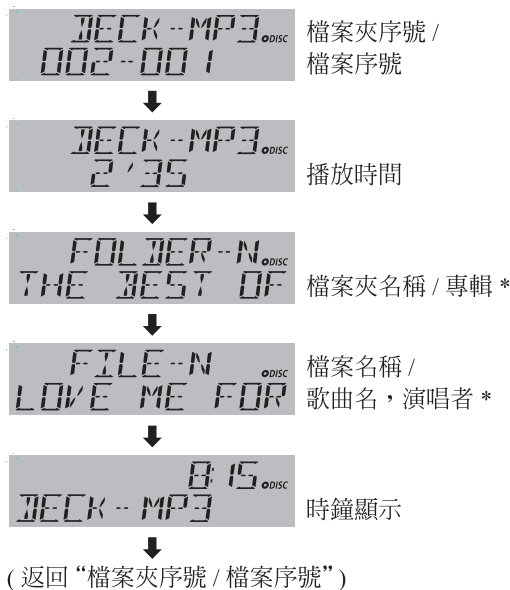 DECK-MP3 DISC
002-001
檔案夾序號 /
檔案序號
DECK-MP3 DISC
2'35
播放時間
FOLDER-N DISC
THE BEST OF
檔案夾名稱 / 專輯 *
FILE-N DISC
LOVE ME FOR
檔案名稱 /
歌曲名，演唱者 *
8:15 DISC
DECK-MP3
時鐘顯示
( 返回 “檔案夾序號 / 檔案序號” )